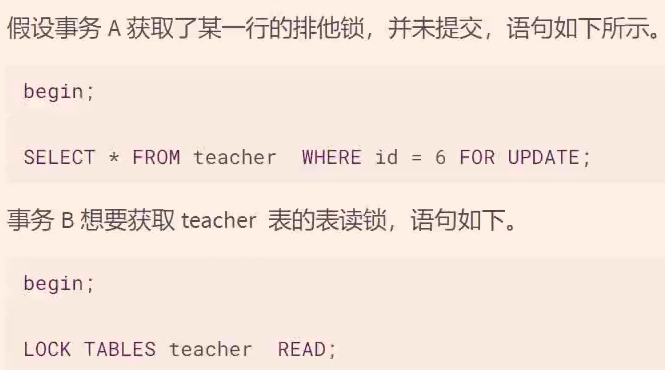 假设事务 A 获取了某一行的排他锁，并未提交，语句如下所示。
begin;
SELECT * FROM teacher  WHERE id = 6 FOR UPDATE;
事务 B 想要获取 teacher 表的表读锁，语句如下。
begin;
LOCK TABLES teacher  READ;